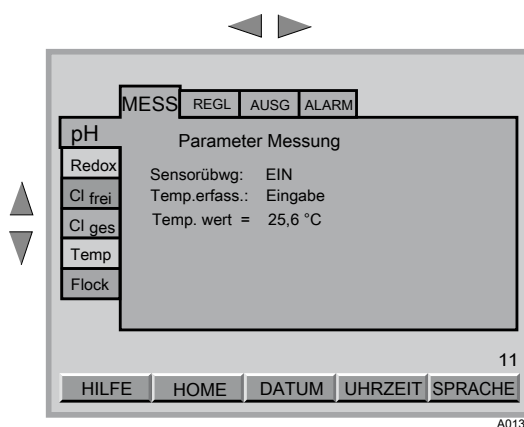 MESS REGL AUSG ALARM
pH
Redox
Cl frei
Cl ges
Temp
Flock
Parameter Messung
Sensorübwg: EIN
Temp.erfass.: Eingabe
Temp. wert = 25,6 °C
11
HILFE HOME DATUM UHRZEIT SPRACHE
A013